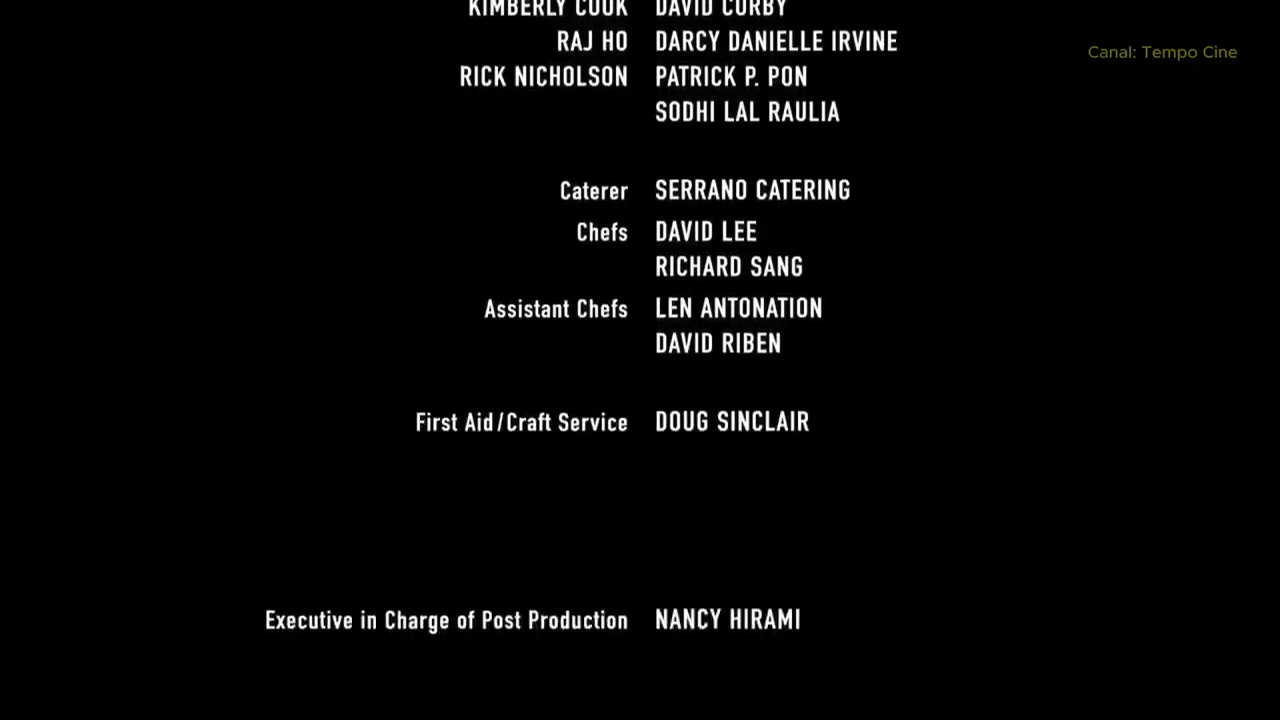 KIMBERLY COOK DAVID CORBY
RAJ HO DARCY DANIELLE IRVINE
Canal: Tempo Cine
RICK NICHOLSON PATRICK P. PON
SODHI LAL RAULIA
Caterer SERRANO CATERING
Chefs DAVID LEE
RICHARD SANG
Assistant Chefs LEN ANTONATION
DAVID RIBEN
First Aid/Craft Service DOUG SINCLAIR
Executive in Charge of Post Production NANCY HIRAMI